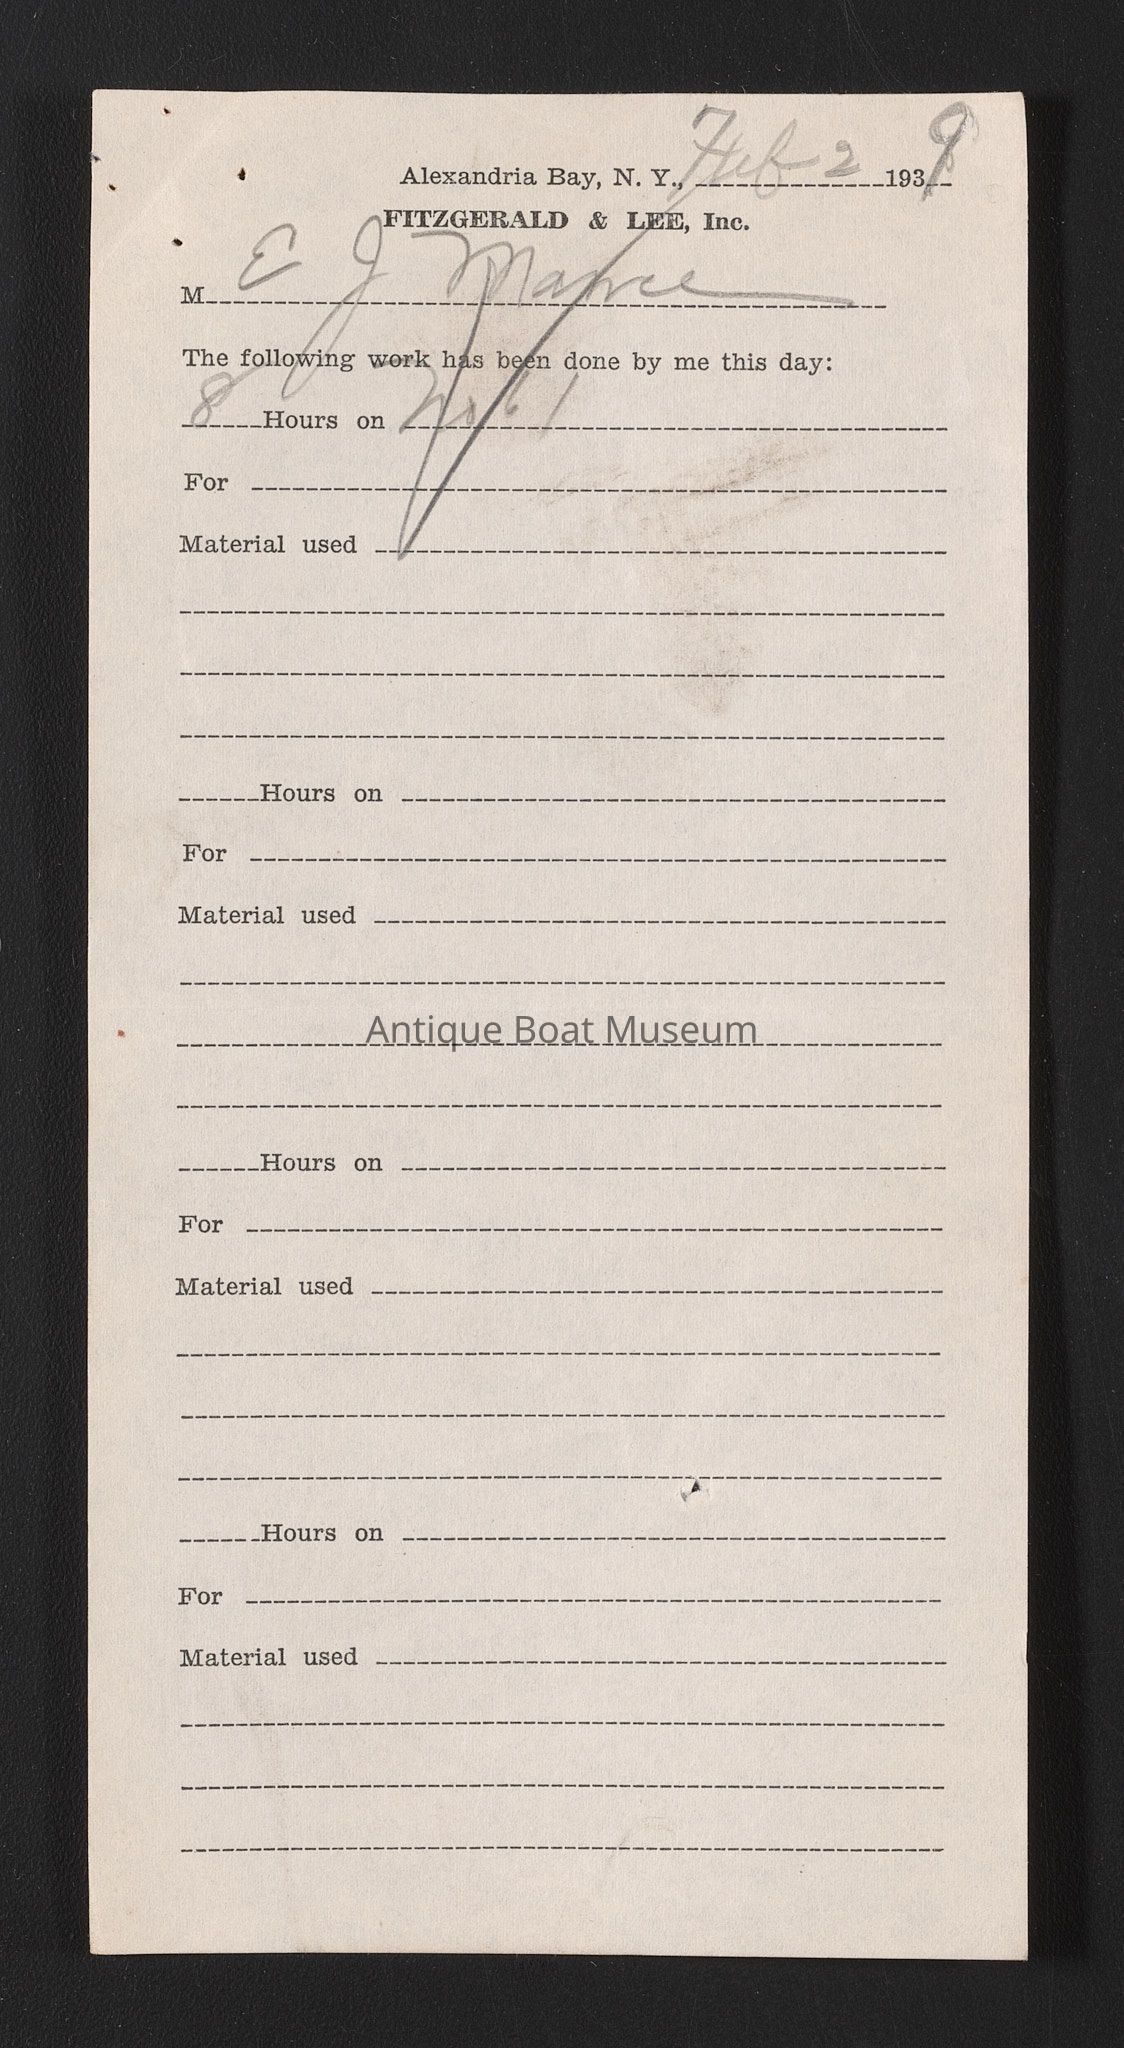 Alexandria Bay, N. Y., Feb 2 1939
FITZGERALD & LEE, Inc.
M E J
The following work has been done by me this day:
8 Hours on No. 1
For
Material used
Hours on
For
Material used
Antique Boat Museum
Hours on
For
Material used
Hours on
For
Material used